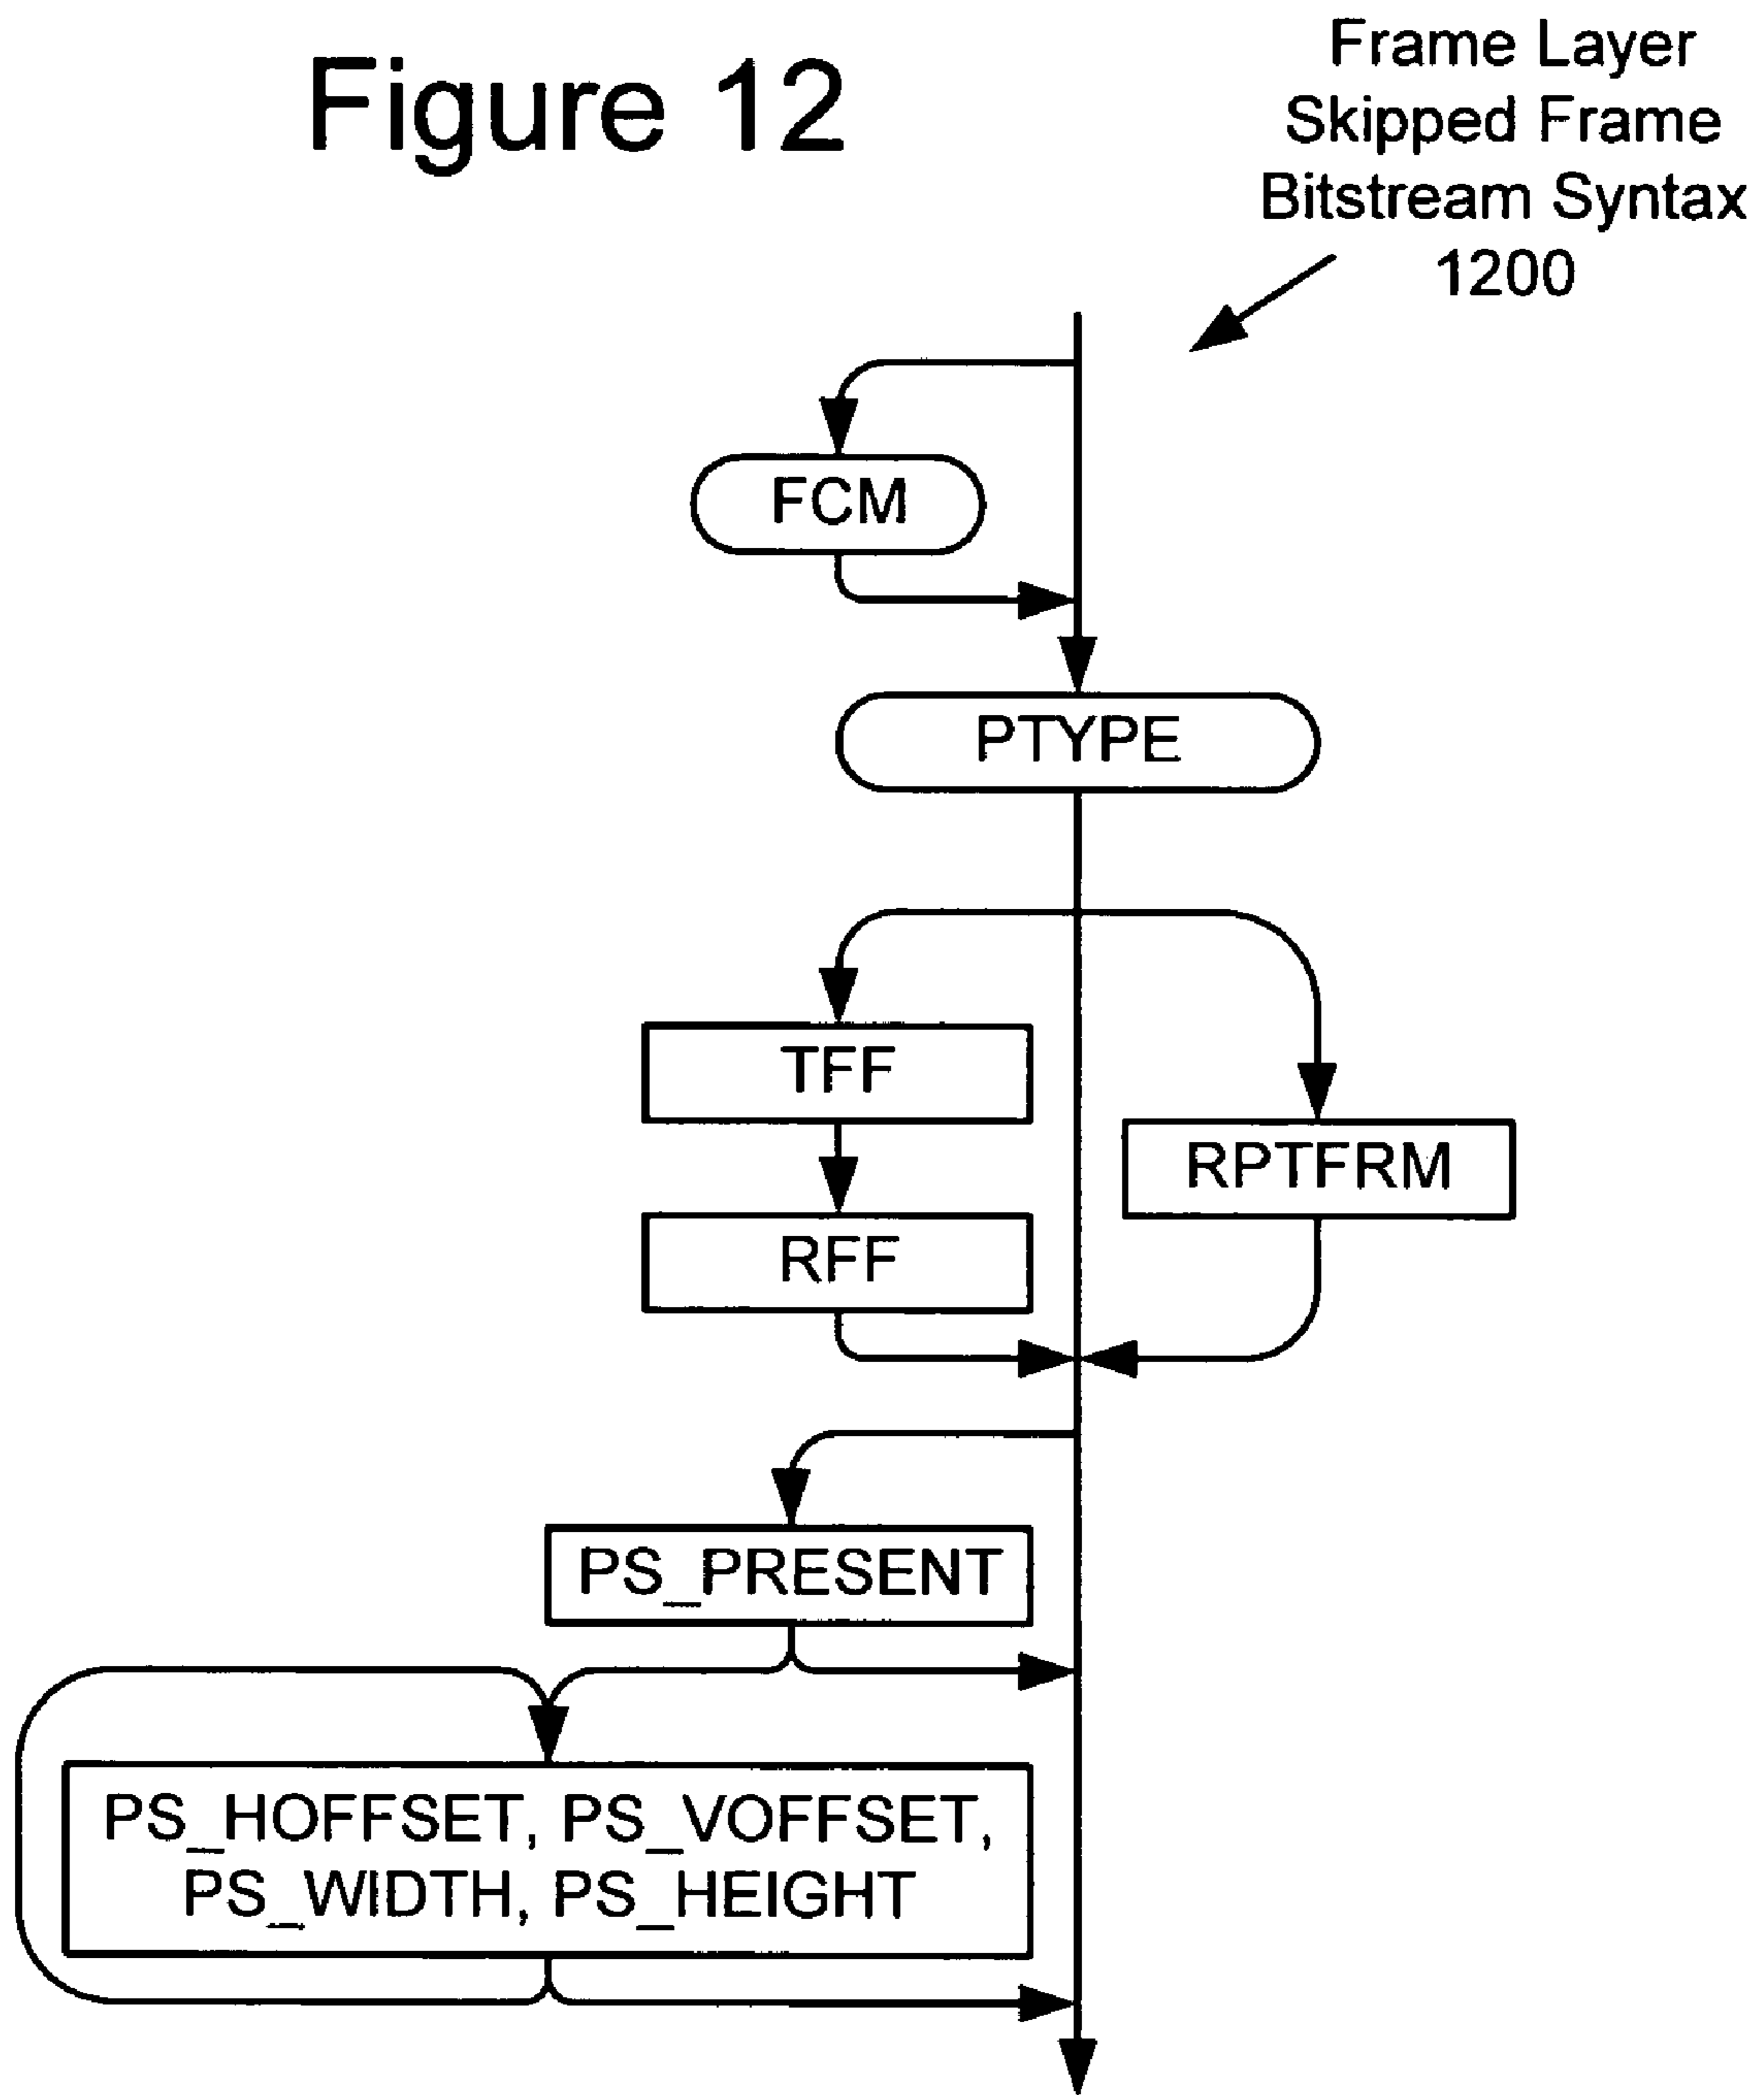 Figure 12
Frame Layer
Skipped Frame
Bitstream Syntax
1200
FCM
PTYPE
TFF
RPTFRM
RFF
PS_PRESENT
PS_HOFFSET, PS_VOFFSET,
PS_WIDTH, PS_HEIGHT